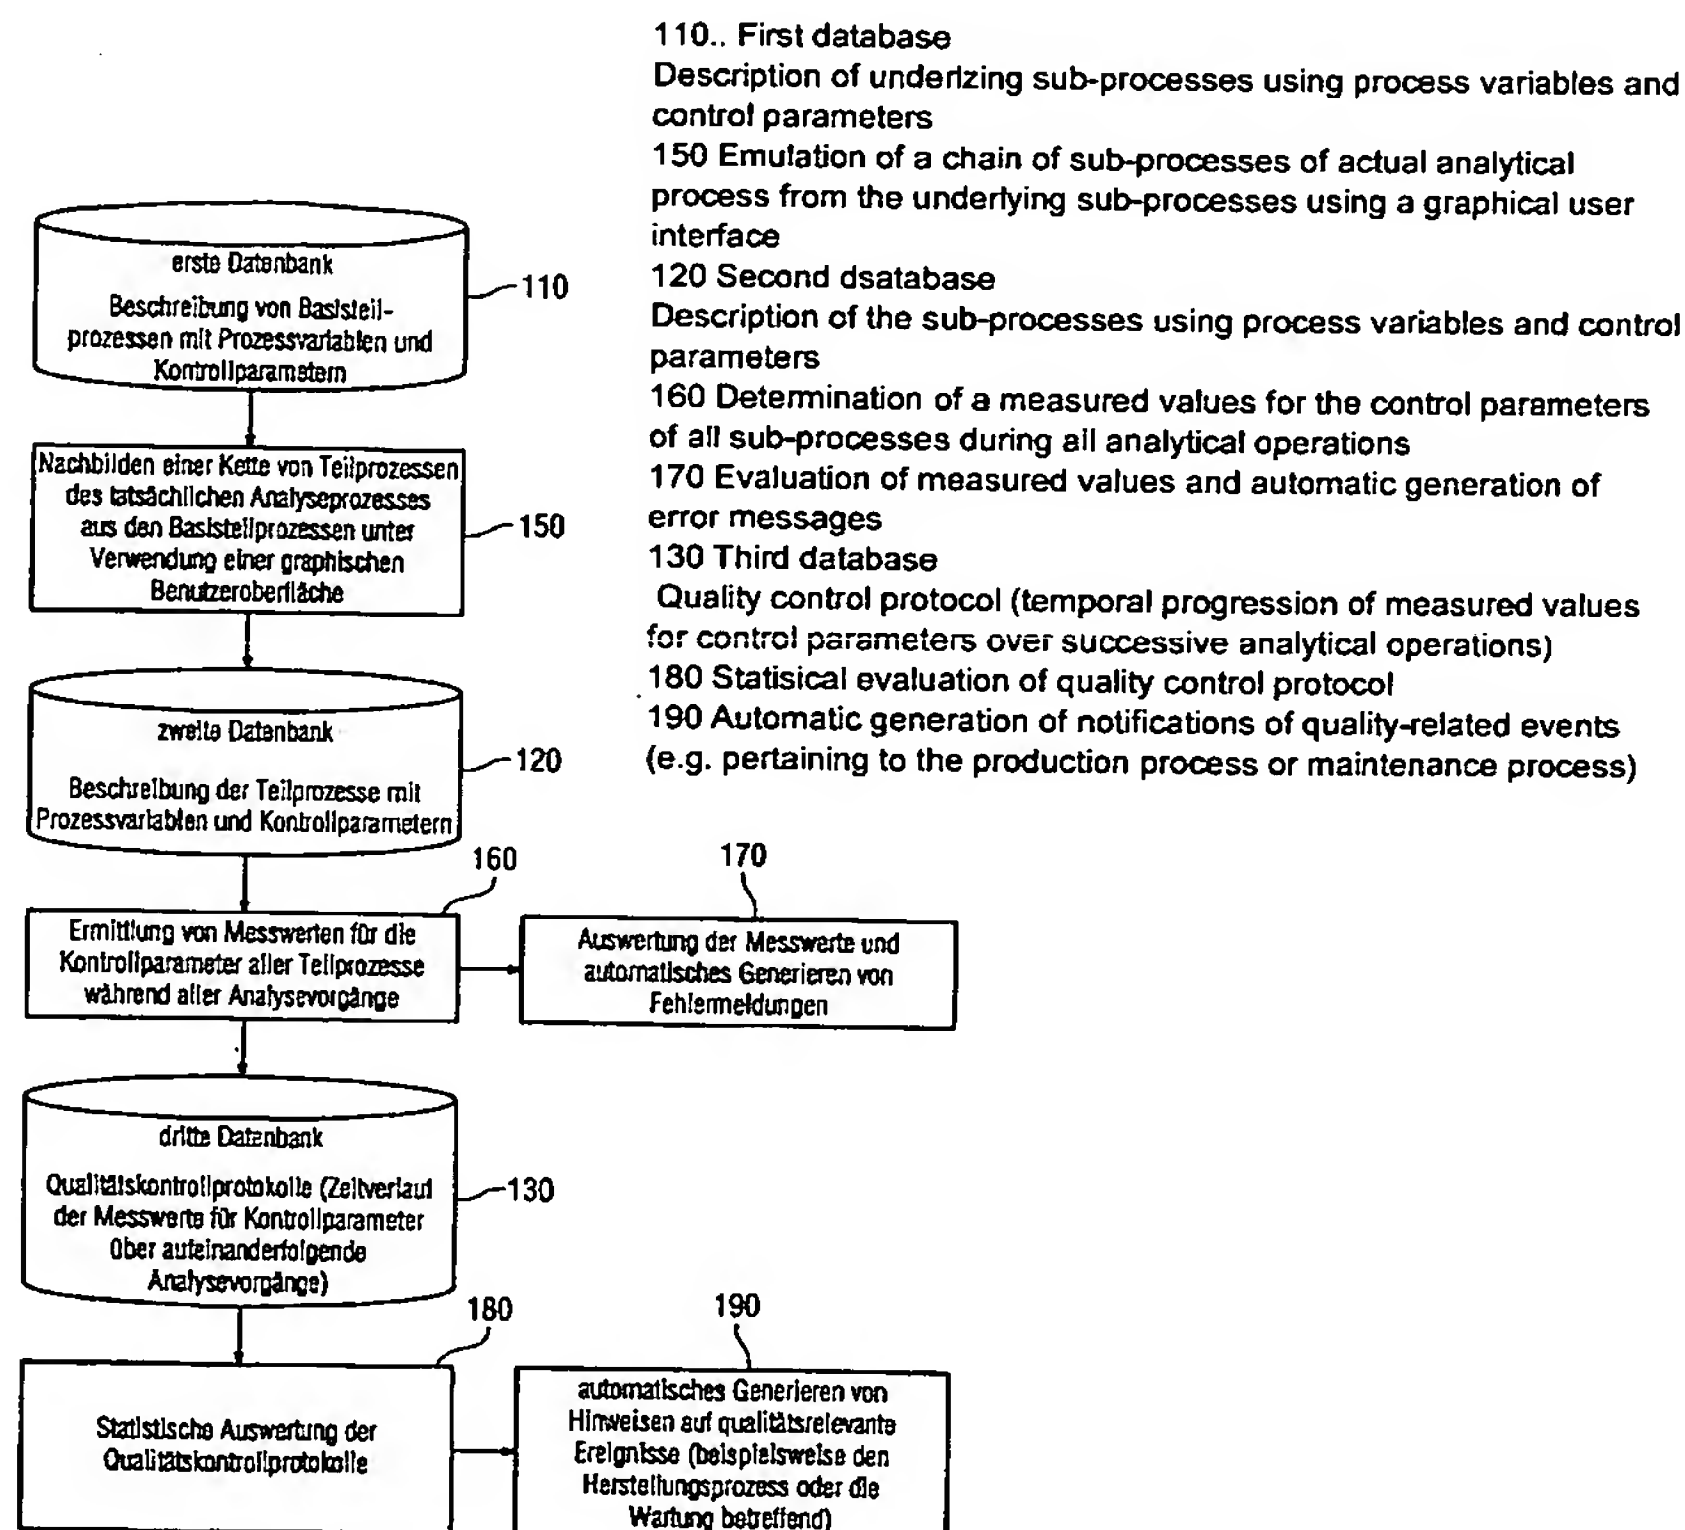 110.. First database
Description of underlzing sub-processes using process variables and
control parameters
150 Emulation of a chain of sub-processes of actual analytical
process from the underlying sub-processes using a graphical user
interface
120 Second dsatabase
Description of the sub-processes using process variables and control
parameters
160 Determination of a measured values for the control parameters
of all sub-processes during all analytical operations
170 Evaluation of measured values and automatic generation of
error messages
130 Third database
Quality control protocol (temporal progression of measured values
for control parameters over successive analytical operations)
180 Statisical evaluation of quality control protocol
190 Automatic generation of notifications of quality-related events
(e.g. pertaining to the production process or maintenance process)
erste Datenbank
Beschreibung von Basisteil-
prozessen mit Prozessvariablen und
Kontrollparametern
110
Nachbilden einer Kette von Teilprozessen
des tatsächlichen Analyseprozesses
aus den Basisteilprozessen unter
Verwendung einer graphischen
Benutzeroberfläche
150
zweite Datenbank
Beschreibung der Teilprozesse mit
Prozessvariablen und Kontrollparametern
120
160
Ermittlung von Messwerten für die
Kontrollparameter aller Teilprozesse
während aller Analysevorgänge
170
Auswertung der Messwerte und
automatisches Generieren von
Fehlermeldungen
dritte Datenbank
Qualitätskontrollprotokolle (Zeitverlauf
der Messwerte für Kontrollparameter
über aufeinanderfolgende
Analysevorgänge)
130
180
Statistische Auswertung der
Qualitätskontrollprotokolle
190
automatisches Generieren von
Hinweisen auf qualitätsrelevante
Ereignisse (beispielsweise den
Herstellungsprozess oder die
Wartung betreffend)